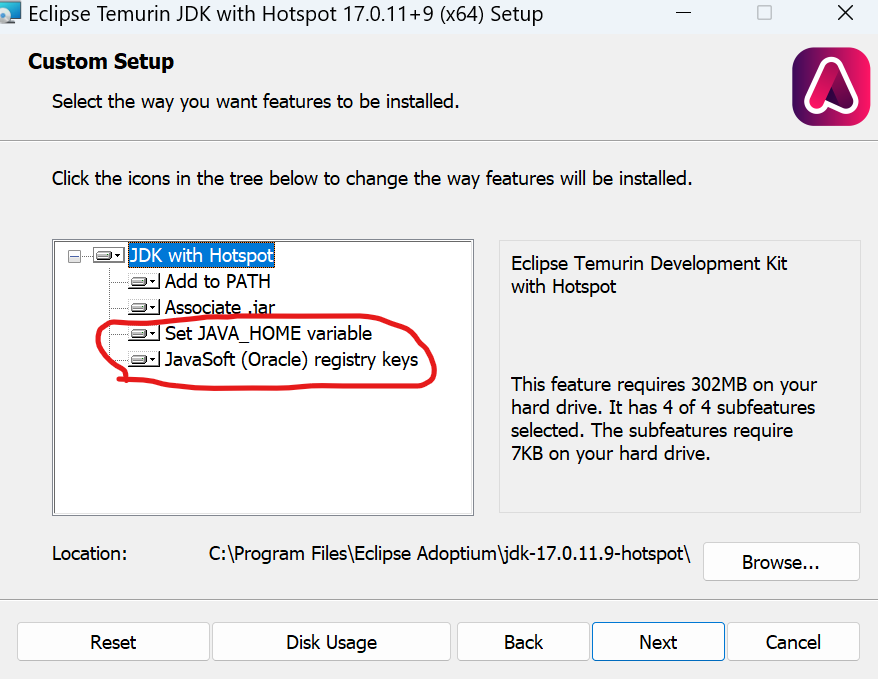 Eclipse Temurin JDK with Hotspot 17.0.11+9 (x64) Setup
Custom Setup
Select the way you want features to be installed.
Click the icons in the tree below to change the way features will be installed.
JDK with Hotspot
Add to PATH
Associate .jar
Set JAVA_HOME variable
JavaSoft (Oracle) registry keys
Eclipse Temurin Development Kit
with Hotspot
This feature requires 302MB on your
hard drive. It has 4 of 4 subfeatures
selected. The subfeatures require
7KB on your hard drive.
Location: C:\Program Files\Eclipse Adoptium\jdk-17.0.11.9-hotspot\ Browse...
Reset Disk Usage Back Next Cancel